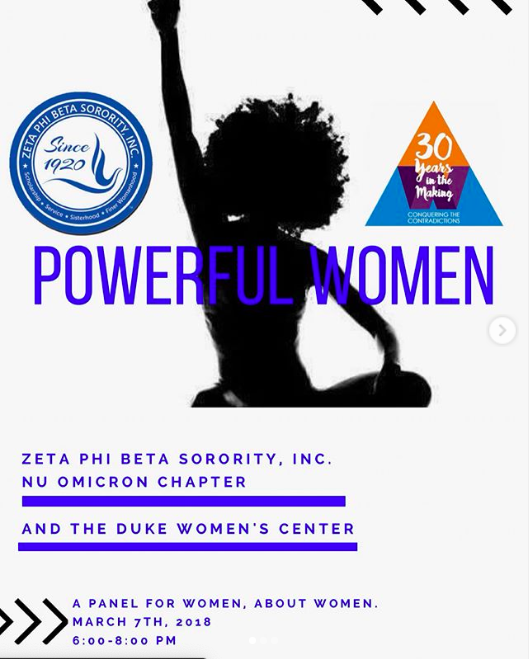 ZETA PHI BETA SORORITY, INC.
Since
1920
Scholarship • Service • Sisterhood • Finer Womanhood
30
Years
in the
Making
CONQUERING THE
CONTRADICTIONS
POWERFUL WOMEN
ZETA PHI BETA SORORITY, INC.
NU OMICRON CHAPTER
AND THE DUKE WOMEN'S CENTER
A PANEL FOR WOMEN, ABOUT WOMEN.
MARCH 7TH, 2018
6:00-8:00 PM